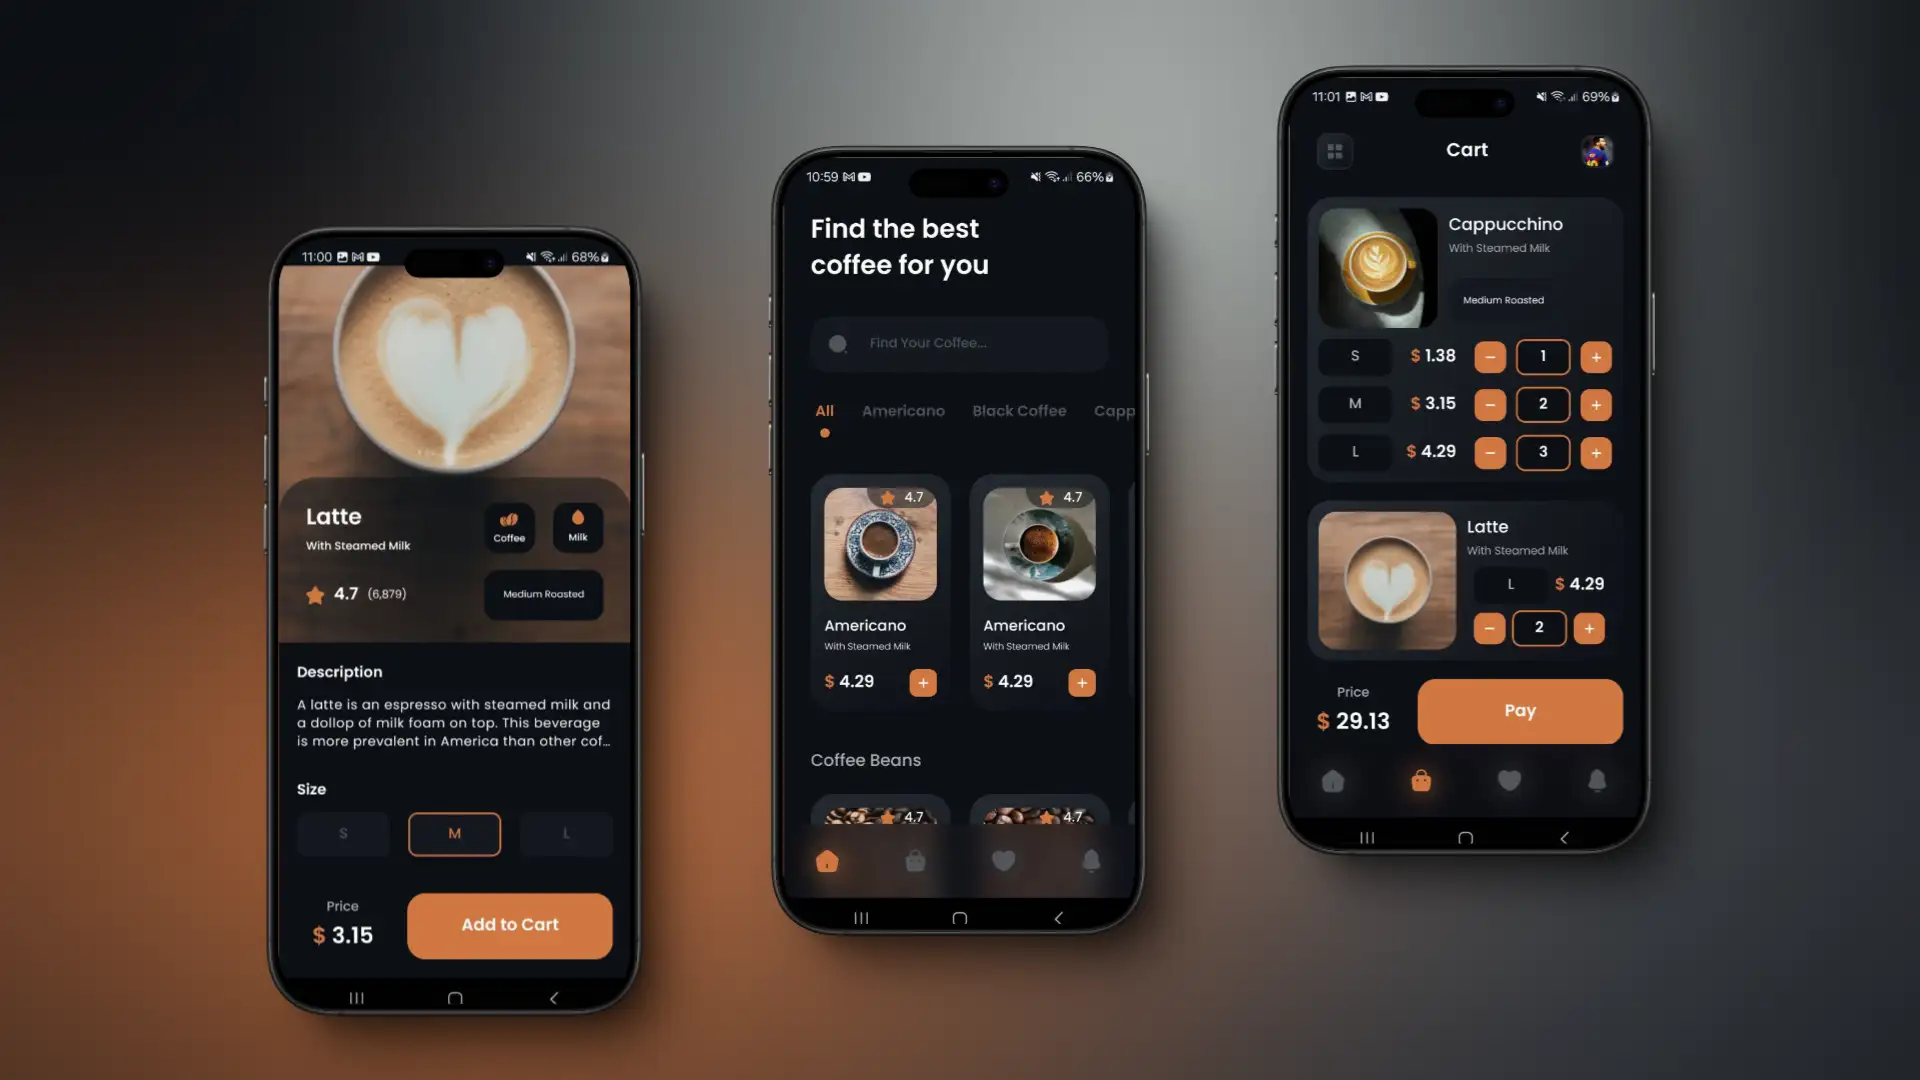 11:00
68%
Latte
With Steamed Milk
Coffee
Milk
4.7 (6,879)
Medium Roasted
Description
A latte is an espresso with steamed milk and
a dollop of milk foam on top. This beverage
is more prevalent in America than other cof...
Size
S
M
L
Price
$ 3.15
Add to Cart
10:59
66%
Find the best
coffee for you
Find Your Coffee...
All
Americano
Black Coffee
Capp
4.7
4.7
Americano
With Steamed Milk
$ 4.29
+
Americano
With Steamed Milk
$ 4.29
+
Coffee Beans
4.7
4.7
11:01
69%
Cart
Cappucchino
With Steamed Milk
Medium Roasted
S $ 1.38 − 1 +
M $ 3.15 − 2 +
L $ 4.29 − 3 +
Latte
With Steamed Milk
L $ 4.29
− 2 +
Price
$ 29.13
Pay